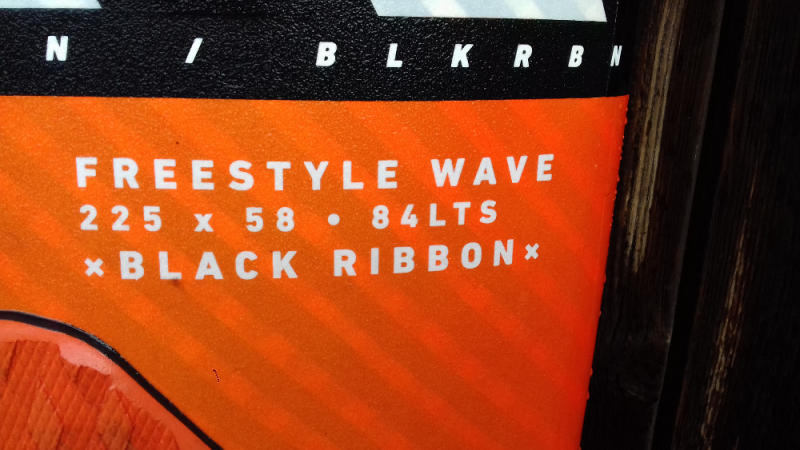 N / BLKRBN
FREESTYLE WAVE
225 x 58 • 84LTS
×BLACK RIBBON×